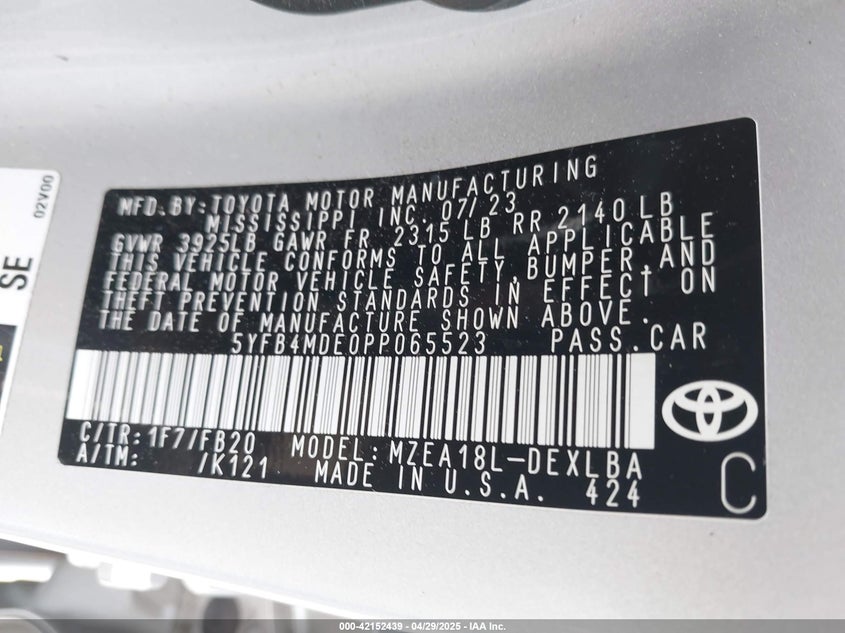 02V00
SE
MFD.BY:TOYOTA MOTOR MANUFACTURING
MISSISSIPPI INC. 07/23
GVWR 3925LB GAWR FR 2315 LB RR 2140LB
THIS VEHICLE CONFORMS TO ALL APPLICABLE
FEDERAL MOTOR VEHICLE SAFETY,BUMPER,AND
THEFT PREVENTION STANDARDS IN EFFECT ON
THE DATE OF MANUFACTURE SHOWN ABOVE.
5YFB4MDE0PP065523 PASS.CAR
C/TR:1F7/FB20 MODEL:MZEA18L-DEXLBA
A/TM: /K121 MADE IN U.S.A. 424
C
000-42152439 - 04/29/2025 - IAA Inc.